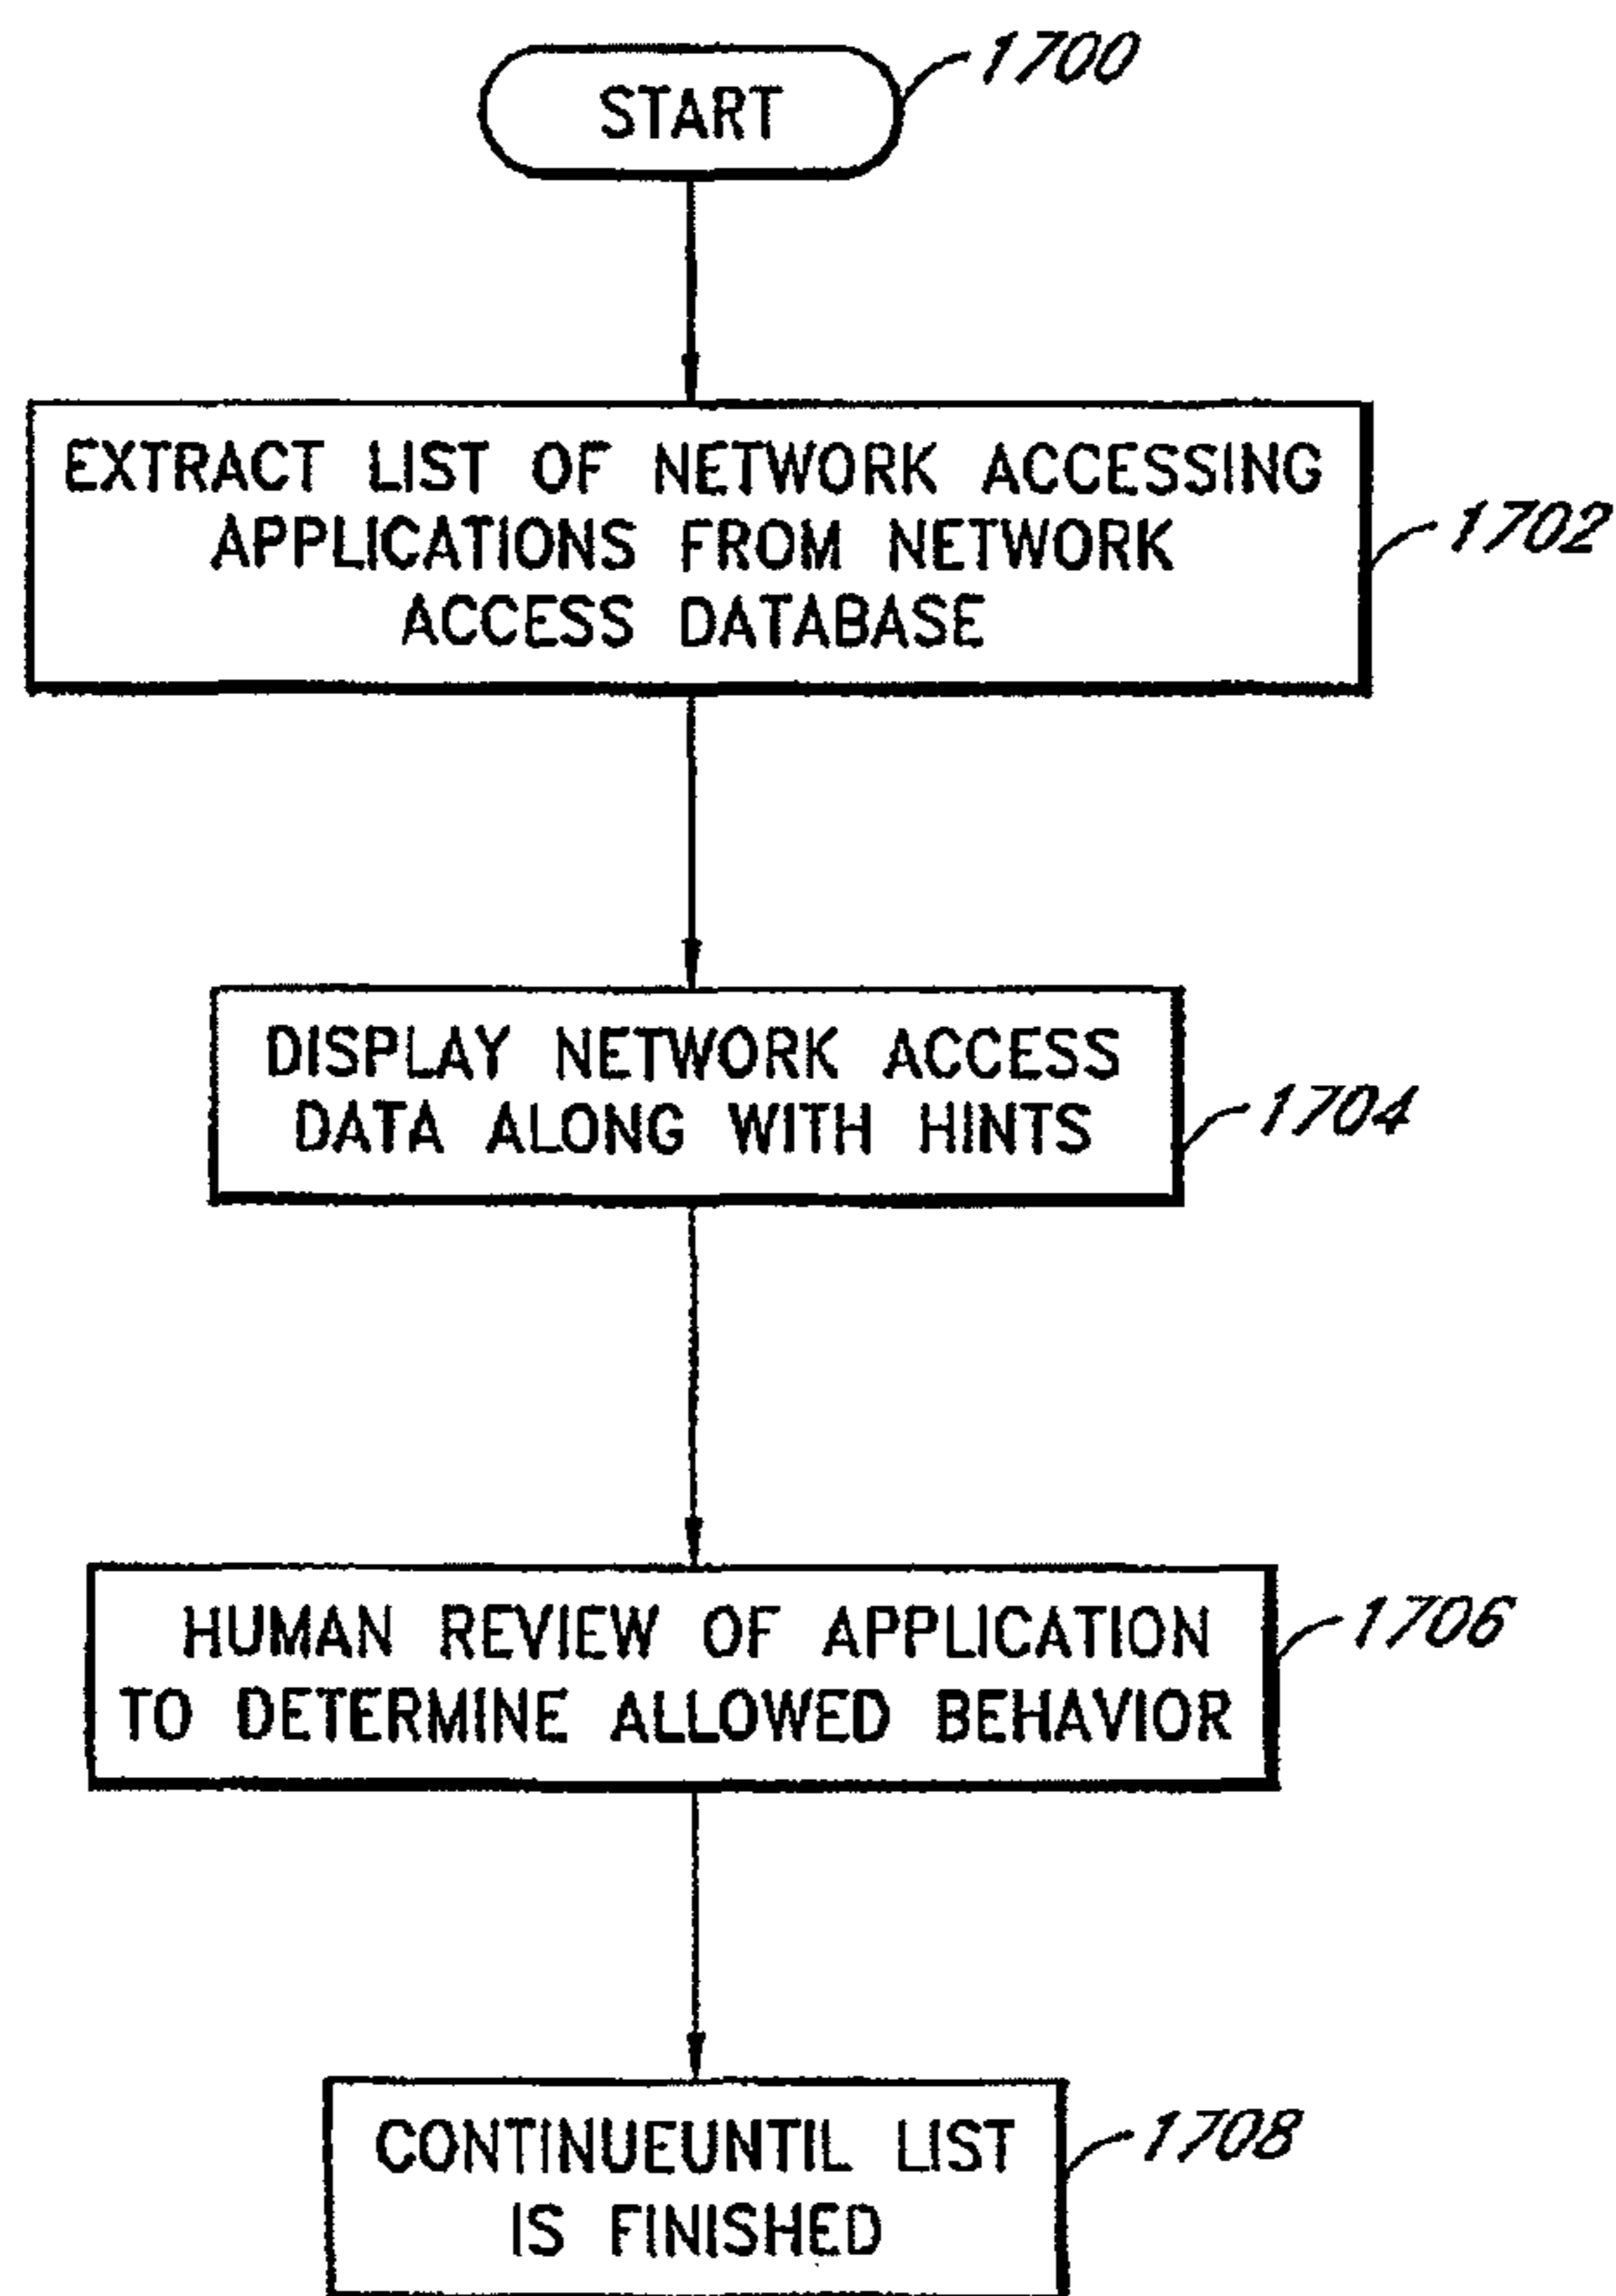 START
1700
EXTRACT LIST OF NETWORK ACCESSING
APPLICATIONS FROM NETWORK
ACCESS DATABASE
1702
DISPLAY NETWORK ACCESS
DATA ALONG WITH HINTS
1704
HUMAN REVIEW OF APPLICATION
TO DETERMINE ALLOWED BEHAVIOR
1706
CONTINUEUNTIL LIST
IS FINISHED
1708